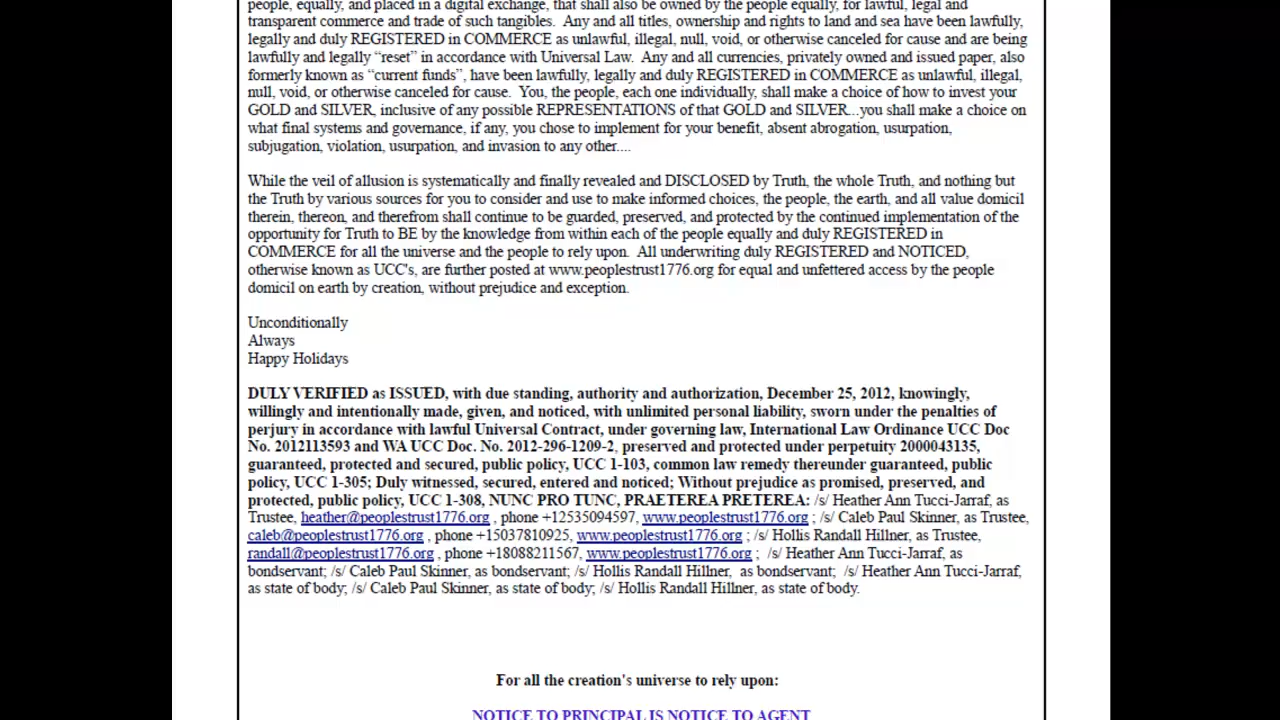 people, equally, and placed in a digital exchange, that shall also be owned by the people equally, for lawful, legal and
transparent commerce and trade of such tangibles. Any and all titles, ownership and rights to land and sea have been lawfully,
legally and duly REGISTERED in COMMERCE as unlawful, illegal, null, void, or otherwise canceled for cause and are being
lawfully and legally “reset” in accordance with Universal Law. Any and all currencies, privately owned and issued paper, also
formerly known as “current funds”, have been lawfully, legally and duly REGISTERED in COMMERCE as unlawful, illegal,
null, void, or otherwise canceled for cause. You, the people, each one individually, shall make a choice of how to invest your
GOLD and SILVER, inclusive of any possible REPRESENTATIONS of that GOLD and SILVER...you shall make a choice on
what final systems and governance, if any, you chose to implement for your benefit, absent abrogation, usurpation,
subjugation, violation, usurpation, and invasion to any other....
While the veil of allusion is systematically and finally revealed and DISCLOSED by Truth, the whole Truth, and nothing but
the Truth by various sources for you to consider and use to make informed choices, the people, the earth, and all value domicil
therein, thereon, and therefrom shall continue to be guarded, preserved, and protected by the continued implementation of the
opportunity for Truth to BE by the knowledge from within each of the people equally and duly REGISTERED in
COMMERCE for all the universe and the people to rely upon. All underwriting duly REGISTERED and NOTICED,
otherwise known as UCC's, are further posted at www.peoplestrust1776.org for equal and unfettered access by the people
domicil on earth by creation, without prejudice and exception.
Unconditionally
Always
Happy Holidays
DULY VERIFIED as ISSUED, with due standing, authority and authorization, December 25, 2012, knowingly,
willingly and intentionally made, given, and noticed, with unlimited personal liability, sworn under the penalties of
perjury in accordance with lawful Universal Contract, under governing law, International Law Ordinance UCC Doc
No. 2012113593 and WA UCC Doc. No. 2012-296-1209-2, preserved and protected under perpetuity 2000043135,
guaranteed, protected and secured, public policy, UCC 1-103, common law remedy thereunder guaranteed, public
policy, UCC 1-305; Duly witnessed, secured, entered and noticed; Without prejudice as promised, preserved, and
protected, public policy, UCC 1-308, NUNC PRO TUNC, PRAETEREA PRETEREA: /s/ Heather Ann Tucci-Jarraf, as
Trustee, heather@peoplestrust1776.org , phone +12535094597, www.peoplestrust1776.org ; /s/ Caleb Paul Skinner, as Trustee,
caleb@peoplestrust1776.org , phone +15037810925, www.peoplestrust1776.org ; /s/ Hollis Randall Hillner, as Trustee,
randall@peoplestrust1776.org , phone +18088211567, www.peoplestrust1776.org ; /s/ Heather Ann Tucci-Jarraf, as
bondservant; /s/ Caleb Paul Skinner, as bondservant; /s/ Hollis Randall Hillner, as bondservant; /s/ Heather Ann Tucci-Jarraf,
as state of body; /s/ Caleb Paul Skinner, as state of body; /s/ Hollis Randall Hillner, as state of body.
For all the creation's universe to rely upon:
NOTICE TO PRINCIPAL IS NOTICE TO AGENT